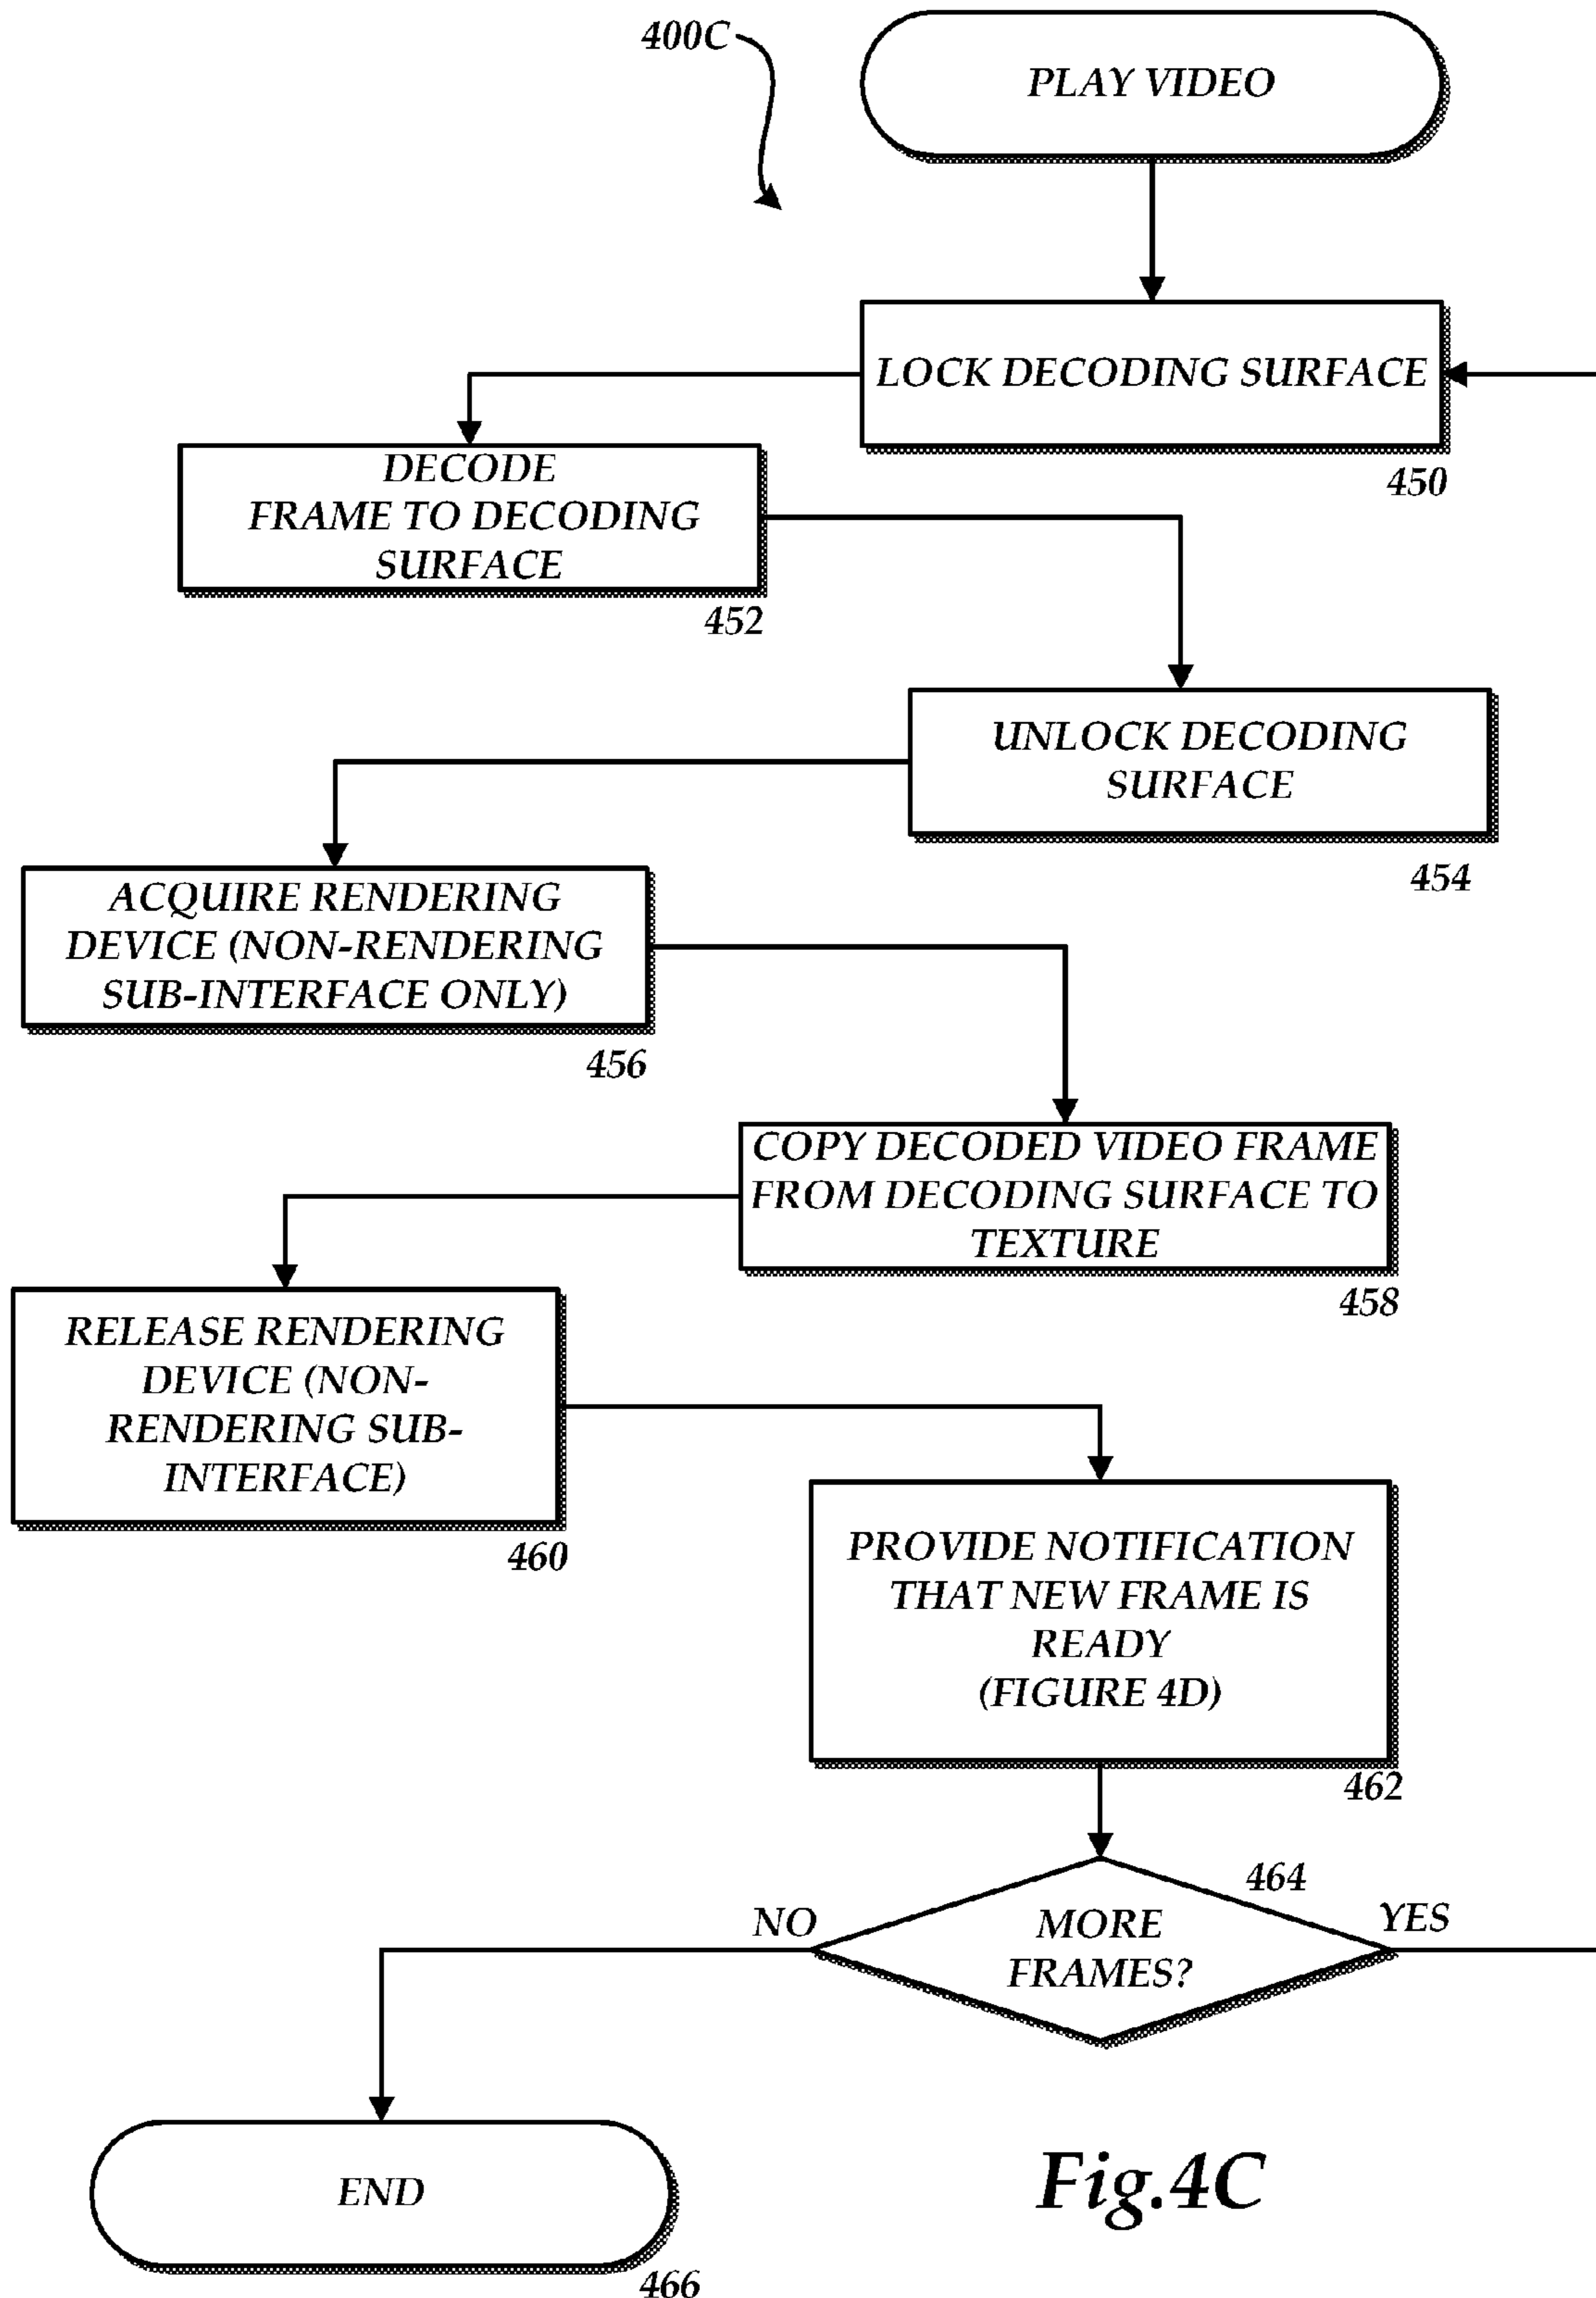 400C
PLAY VIDEO
LOCK DECODING SURFACE
450
DECODE
FRAME TO DECODING
SURFACE
452
UNLOCK DECODING
SURFACE
454
ACQUIRE RENDERING
DEVICE (NON-RENDERING
SUB-INTERFACE ONLY)
456
COPY DECODED VIDEO FRAME
FROM DECODING SURFACE TO
TEXTURE
458
RELEASE RENDERING
DEVICE (NON-
RENDERING SUB-
INTERFACE)
460
PROVIDE NOTIFICATION
THAT NEW FRAME IS
READY
(FIGURE 4D)
462
464
NO
MORE
FRAMES?
YES
END
466
Fig.4C